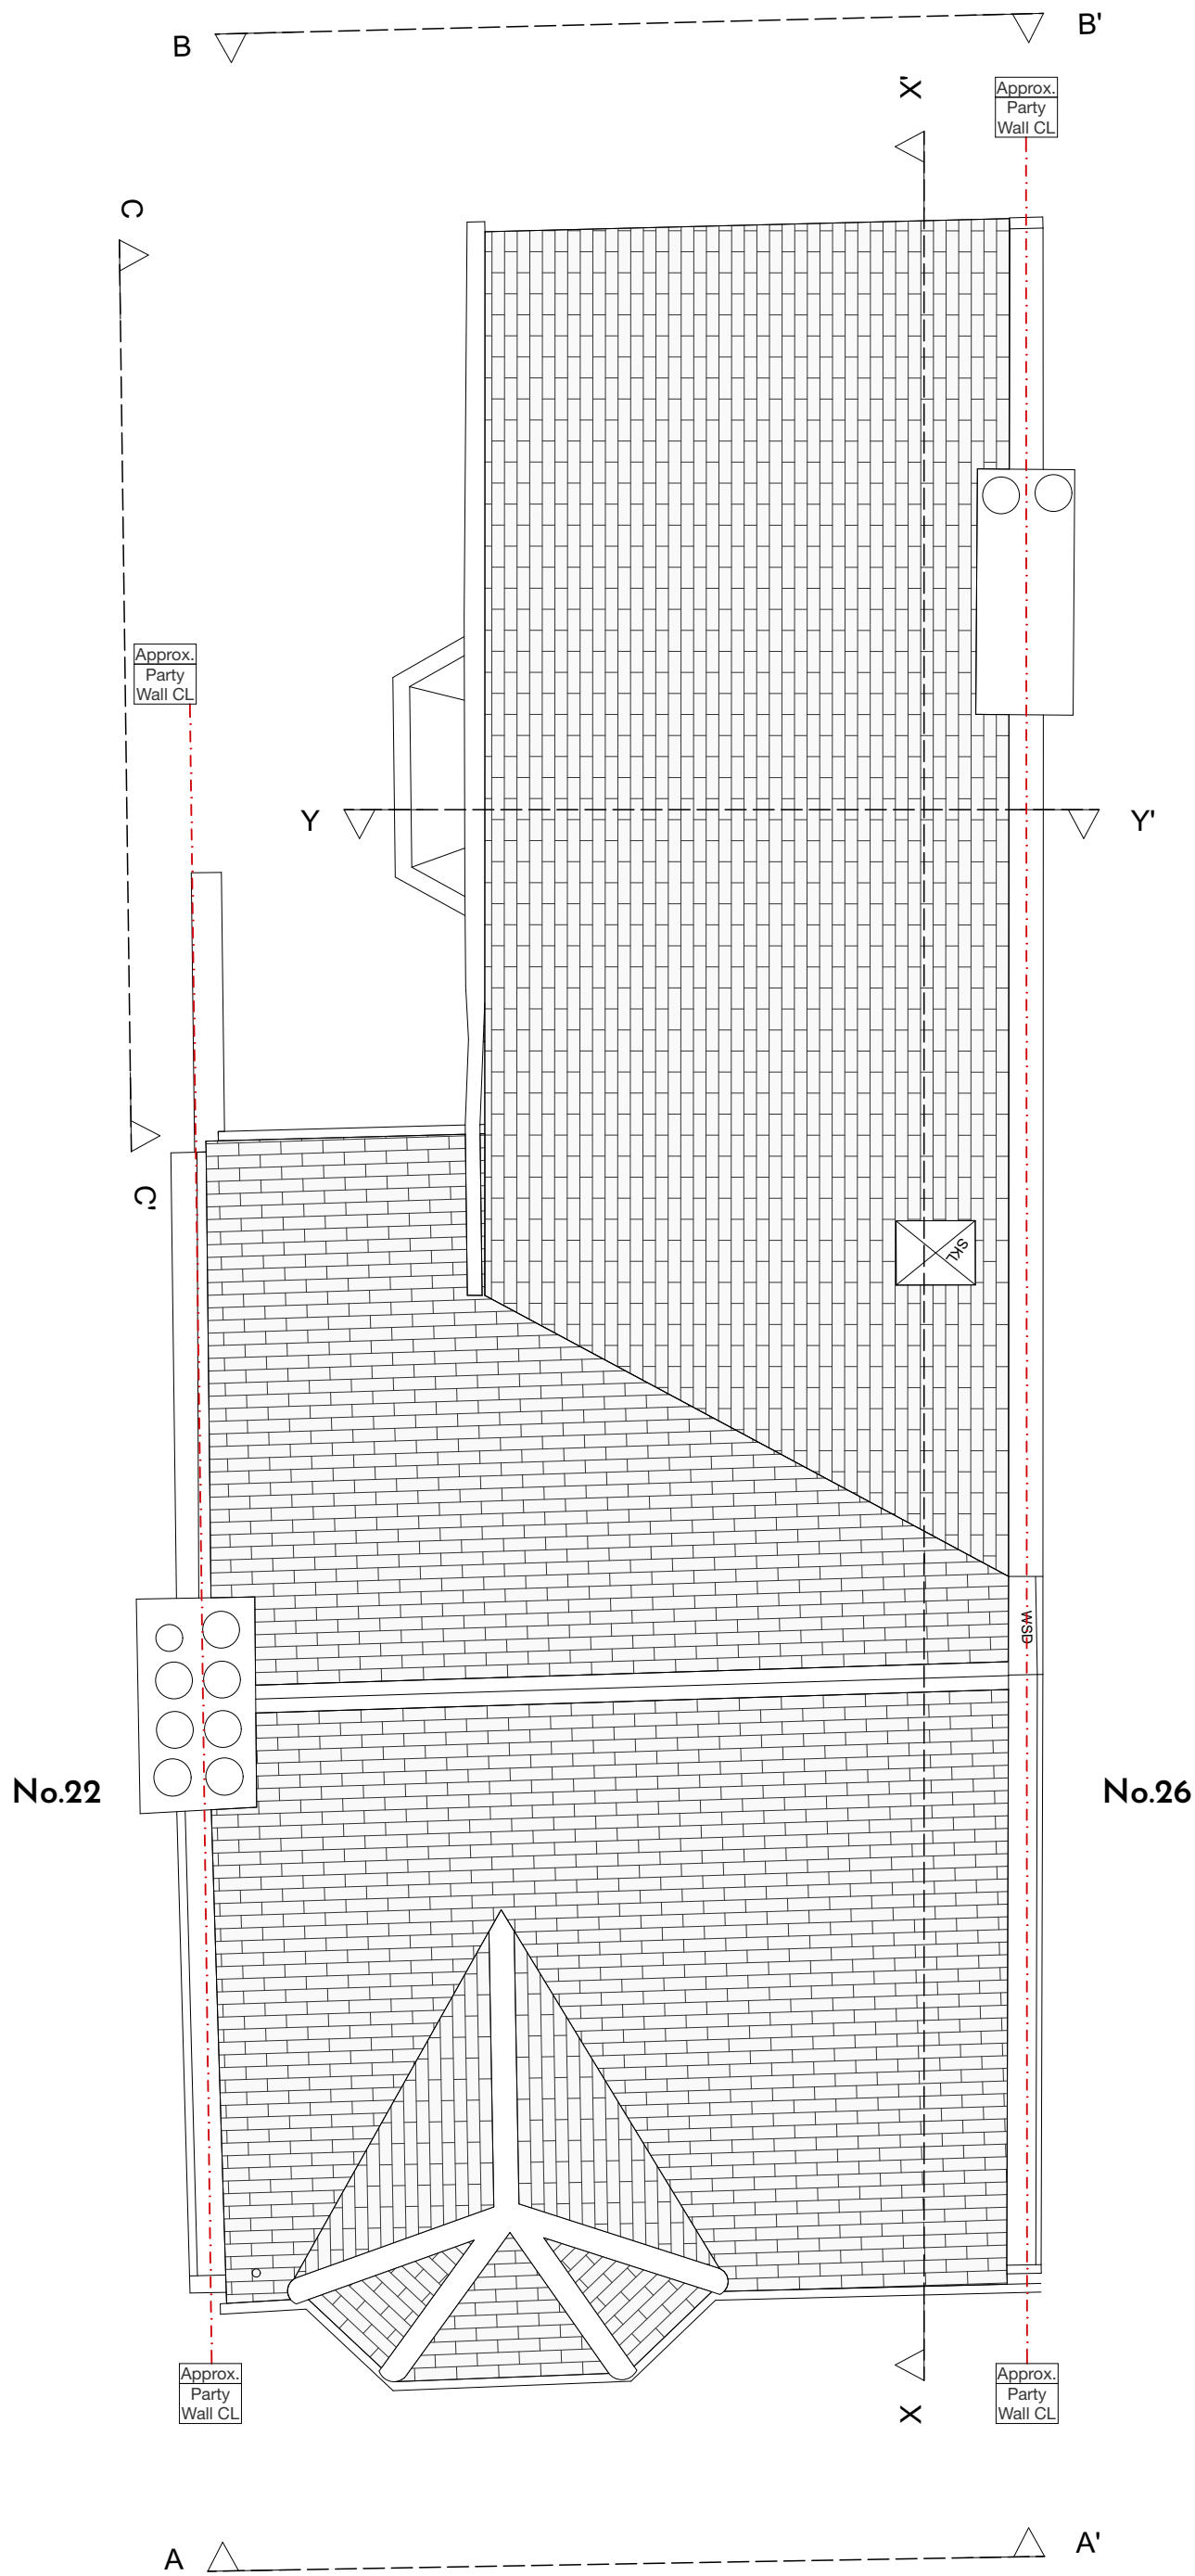 B
B'
X'
Approx.
Party
Wall CL
C
Approx.
Party
Wall CL
Y
Y'
C'
SKL
WSD
No.22
No.26
Approx.
Party
Wall CL
X
Approx.
Party
Wall CL
A
A'